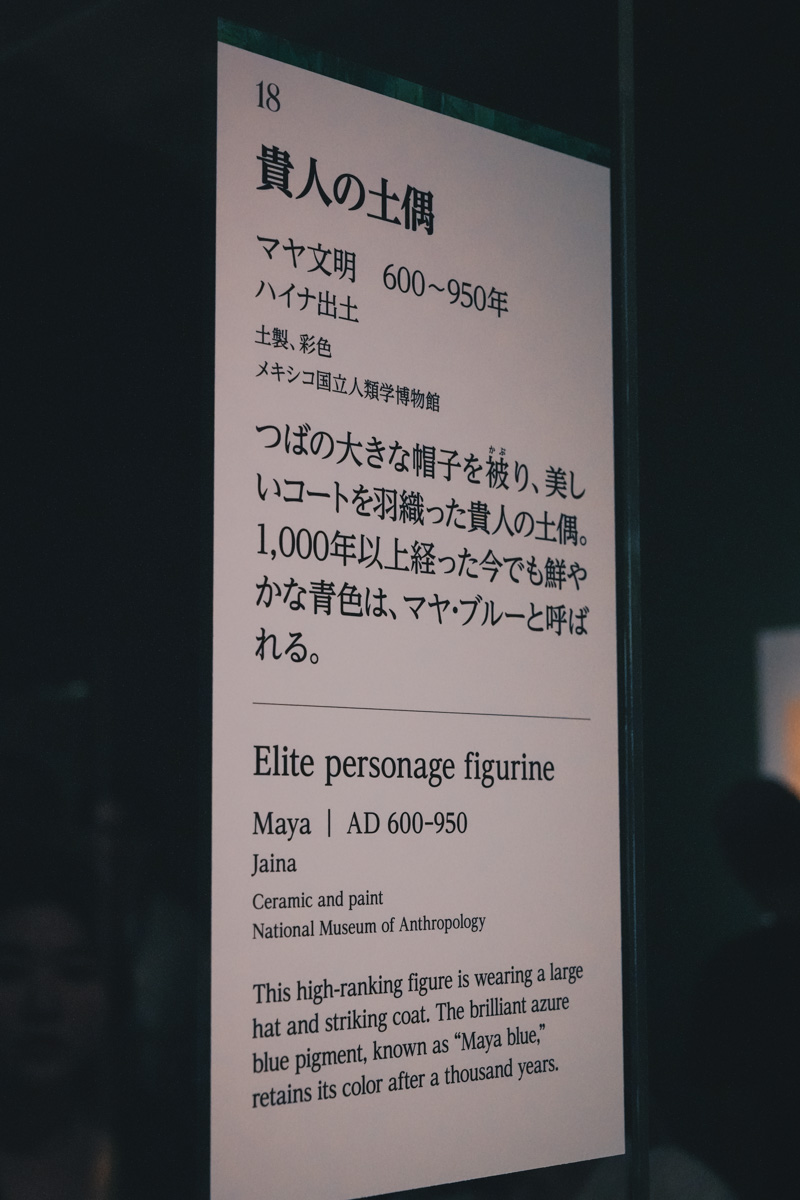 18
貴人の土偶
マヤ文明 600～950年
ハイナ出土
土製、彩色
メキシコ国立人類学博物館
かぶ
つばの大きな帽子を被り、美し
いコートを羽織った貴人の土偶。
1,000年以上経った今でも鮮や
かな青色は、マヤ・ブルーと呼ば
れる。
Elite personage figurine
Maya | AD 600-950
Jaina
Ceramic and paint
National Museum of Anthropology
This high-ranking figure is wearing a large
hat and striking coat. The brilliant azure
blue pigment, known as “Maya blue,”
retains its color after a thousand years.